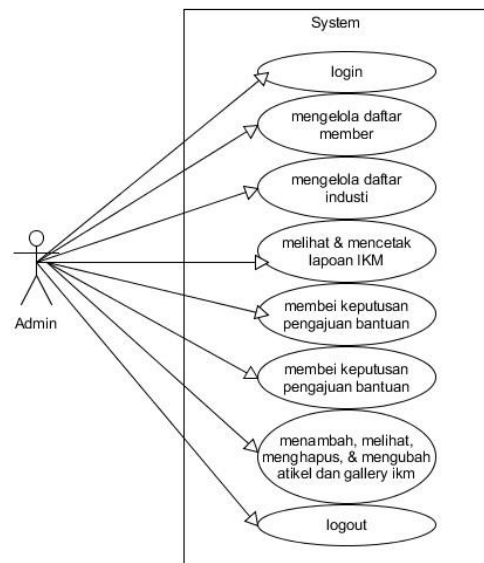 System
login
mengelola daftar
member
mengelola daftar
industi
melihat & mencetak
lapoan IKM
Admin
membei keputusan
pengajuan bantuan
membei keputusan
pengajuan bantuan
menambah, melihat,
menghapus, & mengubah
atikel dan gallery ikm
logout